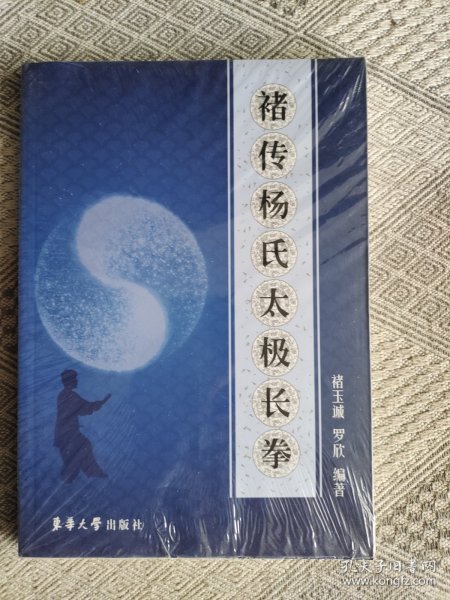 褚传杨氏太极长拳
褚玉诚 罗欣 编著
東華大學出版社
孔夫子旧书网
www.kongfz.com